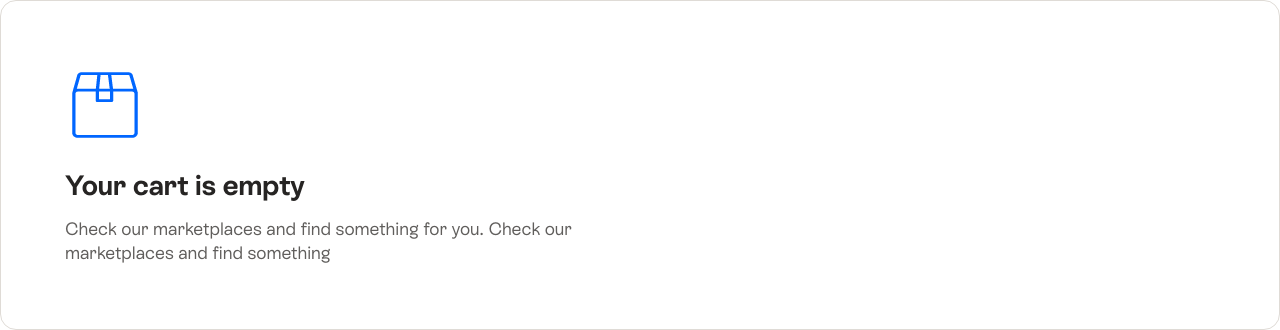 Your cart is empty
Check our marketplaces and find something for you. Check our
marketplaces and find something